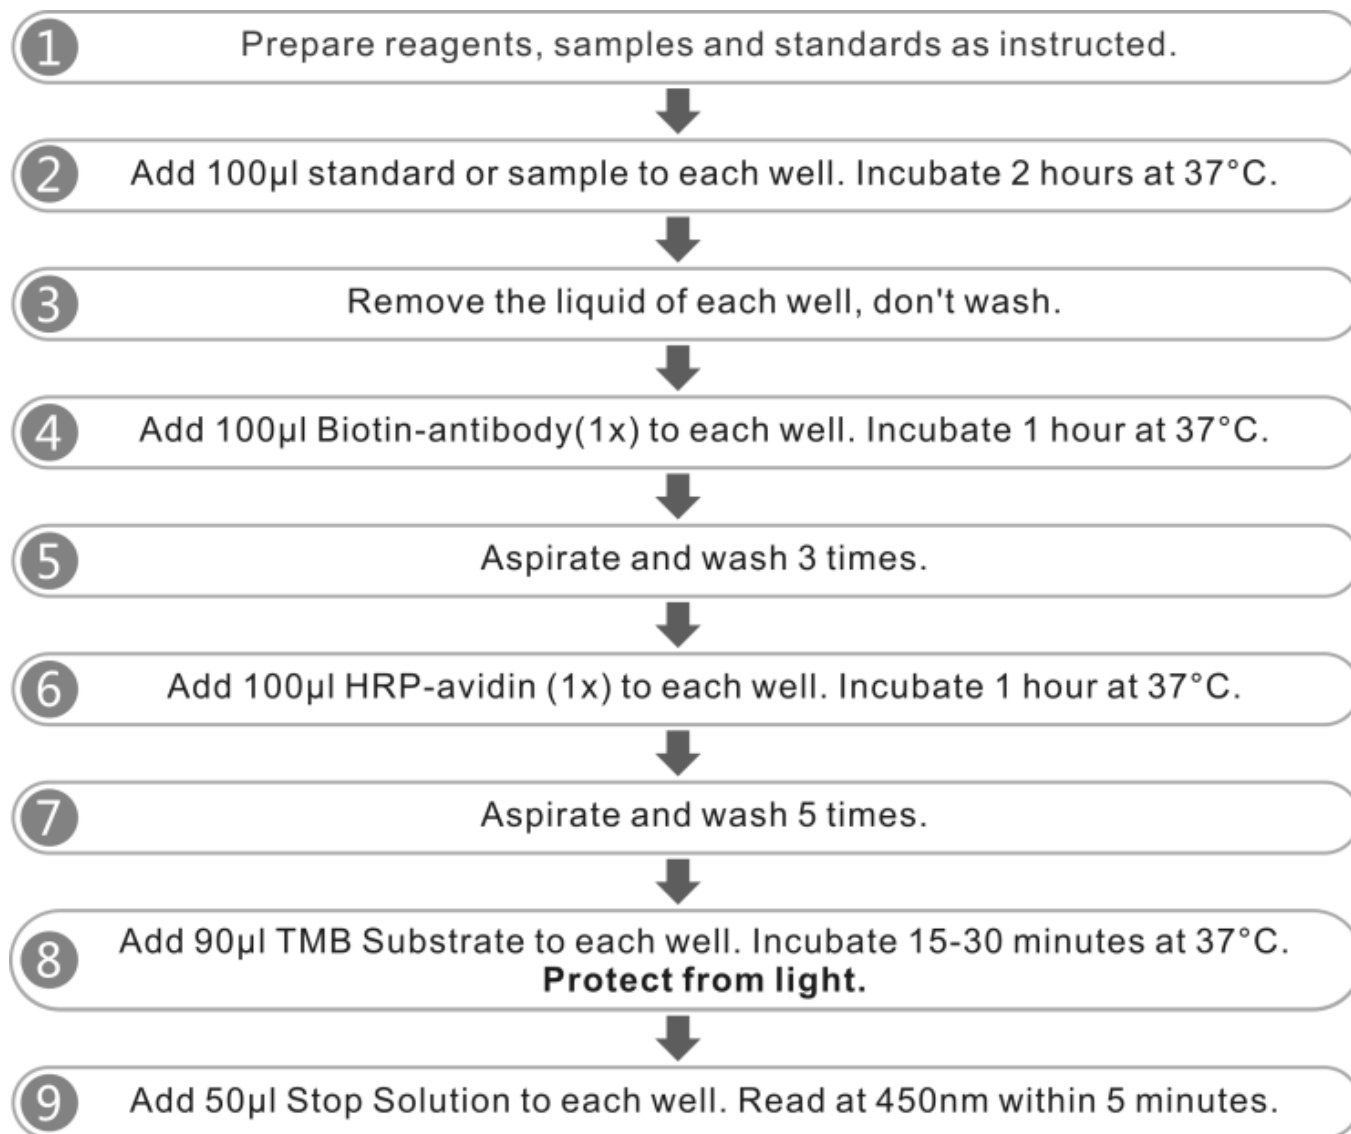 1 Prepare reagents, samples and standards as instructed.
2 Add 100µl standard or sample to each well. Incubate 2 hours at 37°C.
3 Remove the liquid of each well, don't wash.
4 Add 100µl Biotin-antibody(1x) to each well. Incubate 1 hour at 37°C.
5 Aspirate and wash 3 times.
6 Add 100µl HRP-avidin (1x) to each well. Incubate 1 hour at 37°C.
7 Aspirate and wash 5 times.
8 Add 90µl TMB Substrate to each well. Incubate 15-30 minutes at 37°C.
Protect from light.
9 Add 50µl Stop Solution to each well. Read at 450nm within 5 minutes.